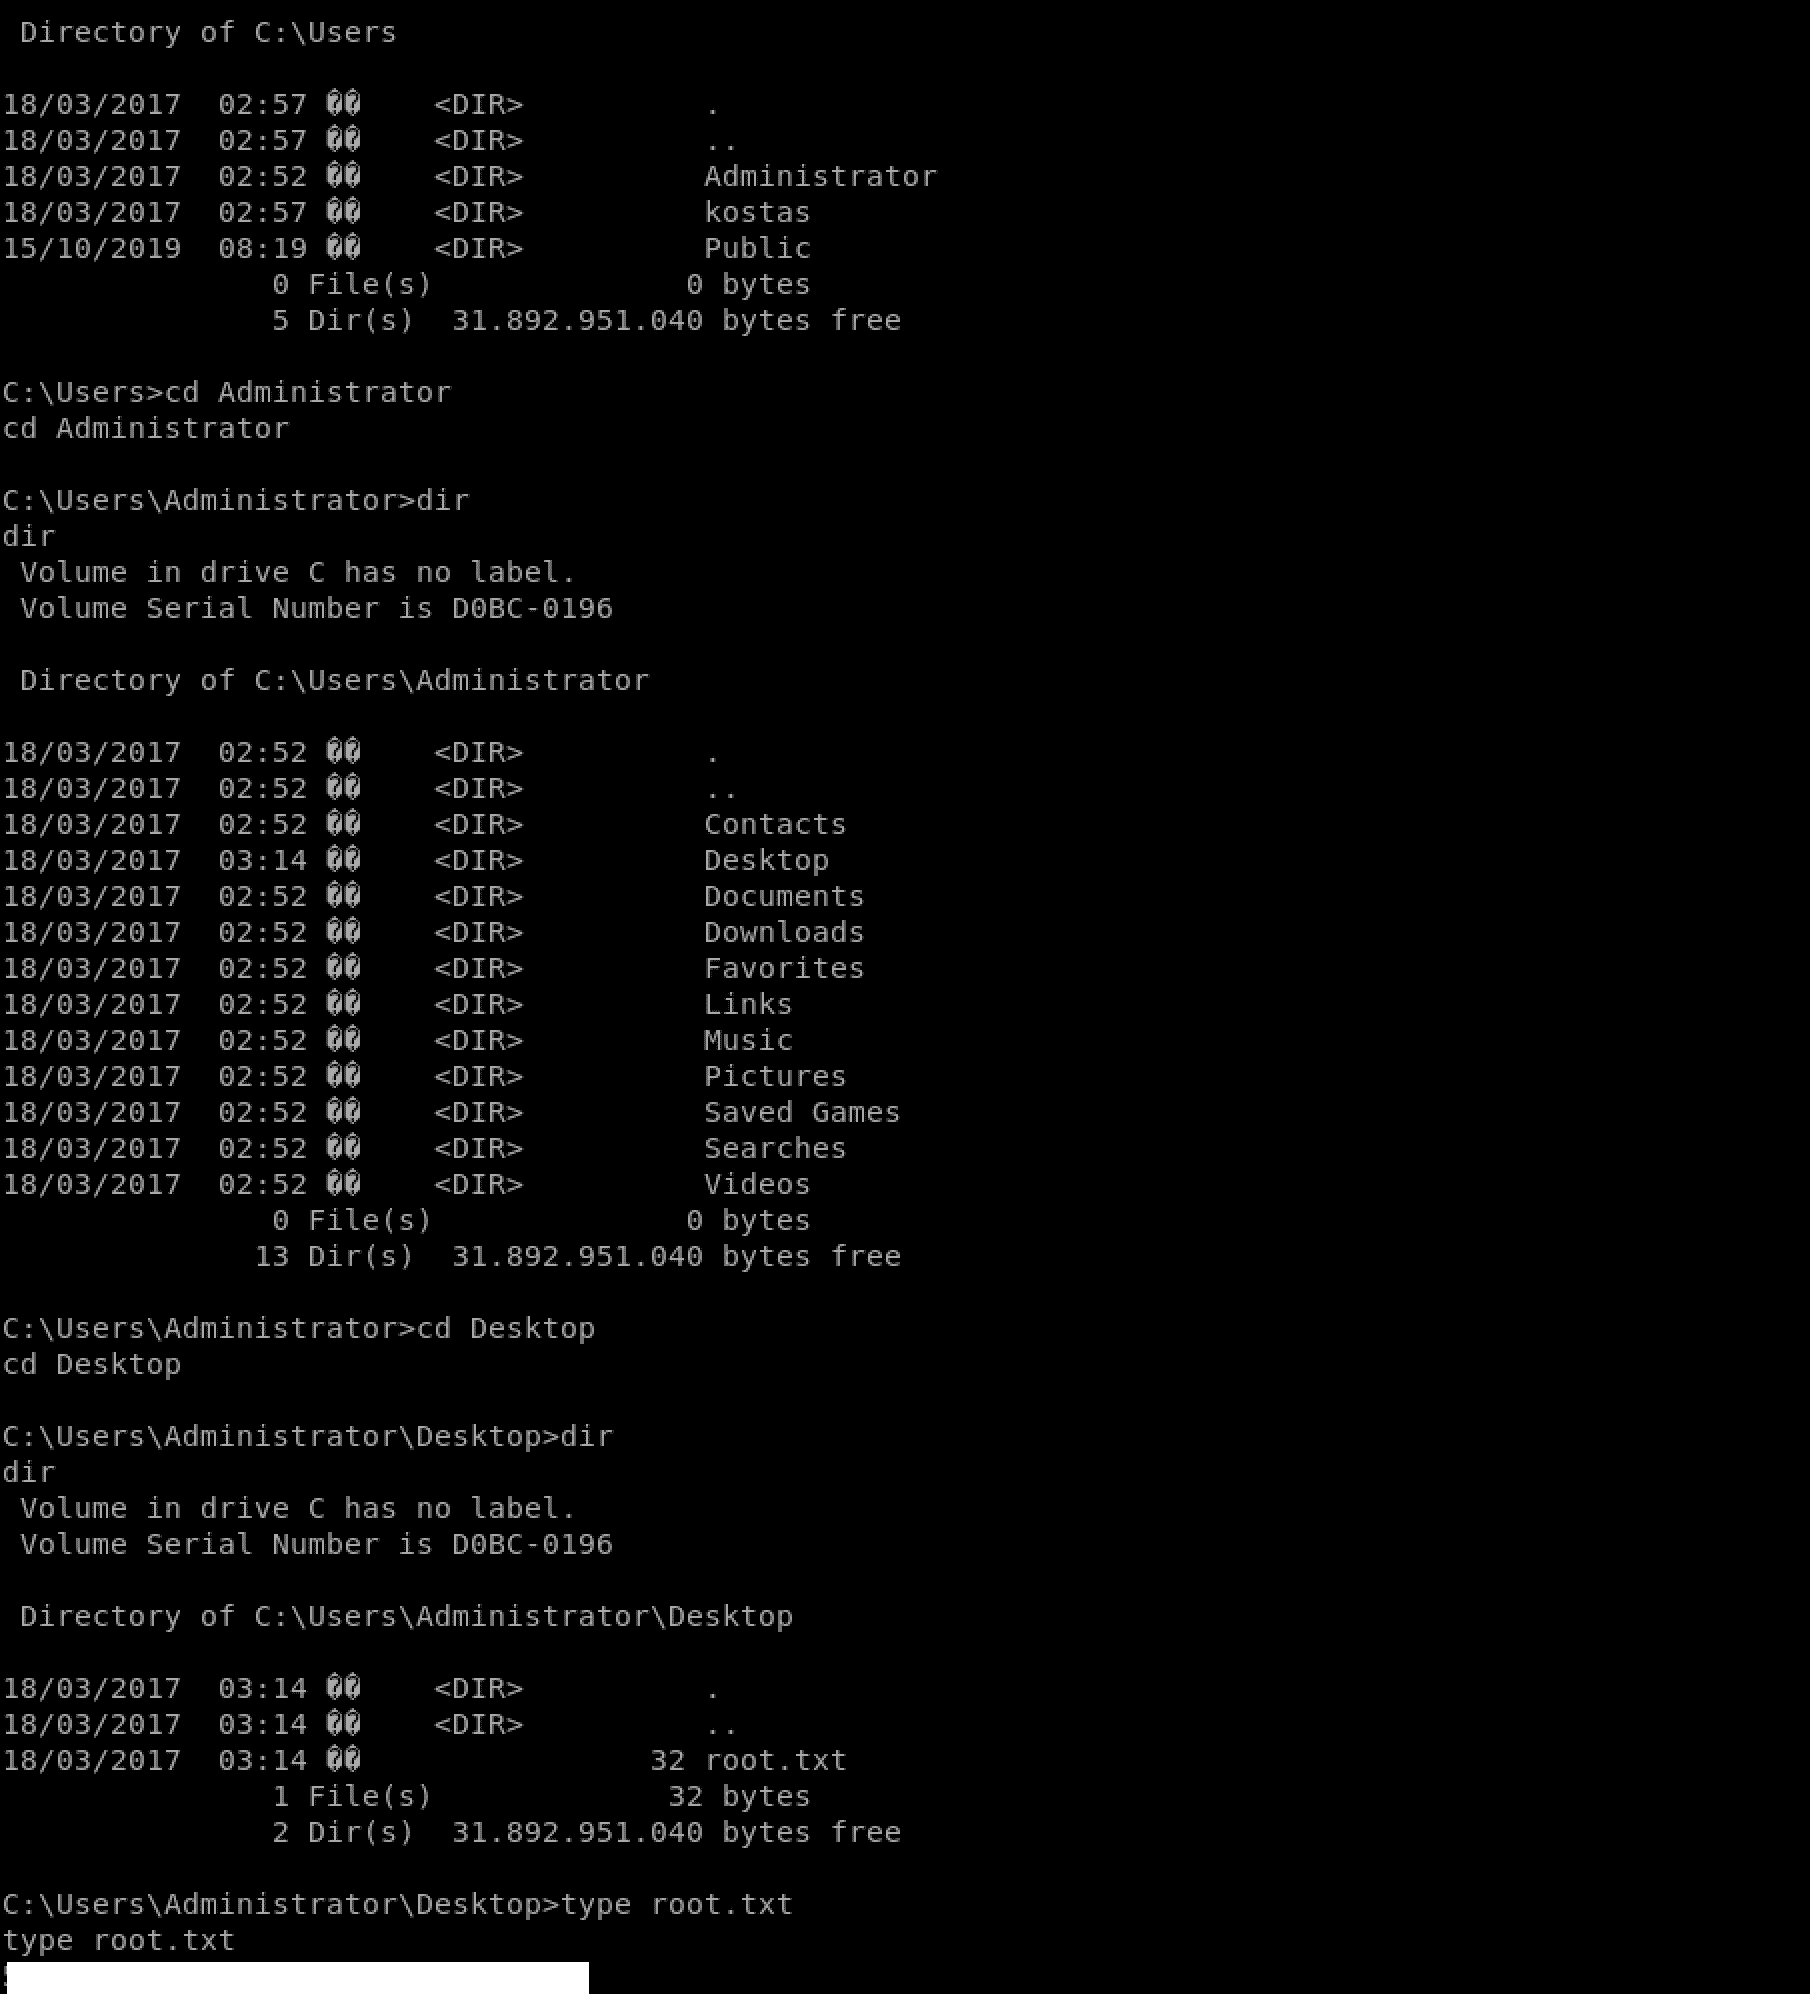 Directory of C:\Users

18/03/2017  02:57 ��    <DIR>          .
18/03/2017  02:57 ��    <DIR>          ..
18/03/2017  02:52 ��    <DIR>          Administrator
18/03/2017  02:57 ��    <DIR>          kostas
15/10/2019  08:19 ��    <DIR>          Public
               0 File(s)              0 bytes
               5 Dir(s)  31.892.951.040 bytes free

C:\Users>cd Administrator
cd Administrator

C:\Users\Administrator>dir
dir
 Volume in drive C has no label.
 Volume Serial Number is D0BC-0196

 Directory of C:\Users\Administrator

18/03/2017  02:52 ��    <DIR>          .
18/03/2017  02:52 ��    <DIR>          ..
18/03/2017  02:52 ��    <DIR>          Contacts
18/03/2017  03:14 ��    <DIR>          Desktop
18/03/2017  02:52 ��    <DIR>          Documents
18/03/2017  02:52 ��    <DIR>          Downloads
18/03/2017  02:52 ��    <DIR>          Favorites
18/03/2017  02:52 ��    <DIR>          Links
18/03/2017  02:52 ��    <DIR>          Music
18/03/2017  02:52 ��    <DIR>          Pictures
18/03/2017  02:52 ��    <DIR>          Saved Games
18/03/2017  02:52 ��    <DIR>          Searches
18/03/2017  02:52 ��    <DIR>          Videos
               0 File(s)              0 bytes
              13 Dir(s)  31.892.951.040 bytes free

C:\Users\Administrator>cd Desktop
cd Desktop

C:\Users\Administrator\Desktop>dir
dir
 Volume in drive C has no label.
 Volume Serial Number is D0BC-0196

 Directory of C:\Users\Administrator\Desktop

18/03/2017  03:14 ��    <DIR>          .
18/03/2017  03:14 ��    <DIR>          ..
18/03/2017  03:14 ��                32 root.txt
               1 File(s)             32 bytes
               2 Dir(s)  31.892.951.040 bytes free

C:\Users\Administrator\Desktop>type root.txt
type root.txt